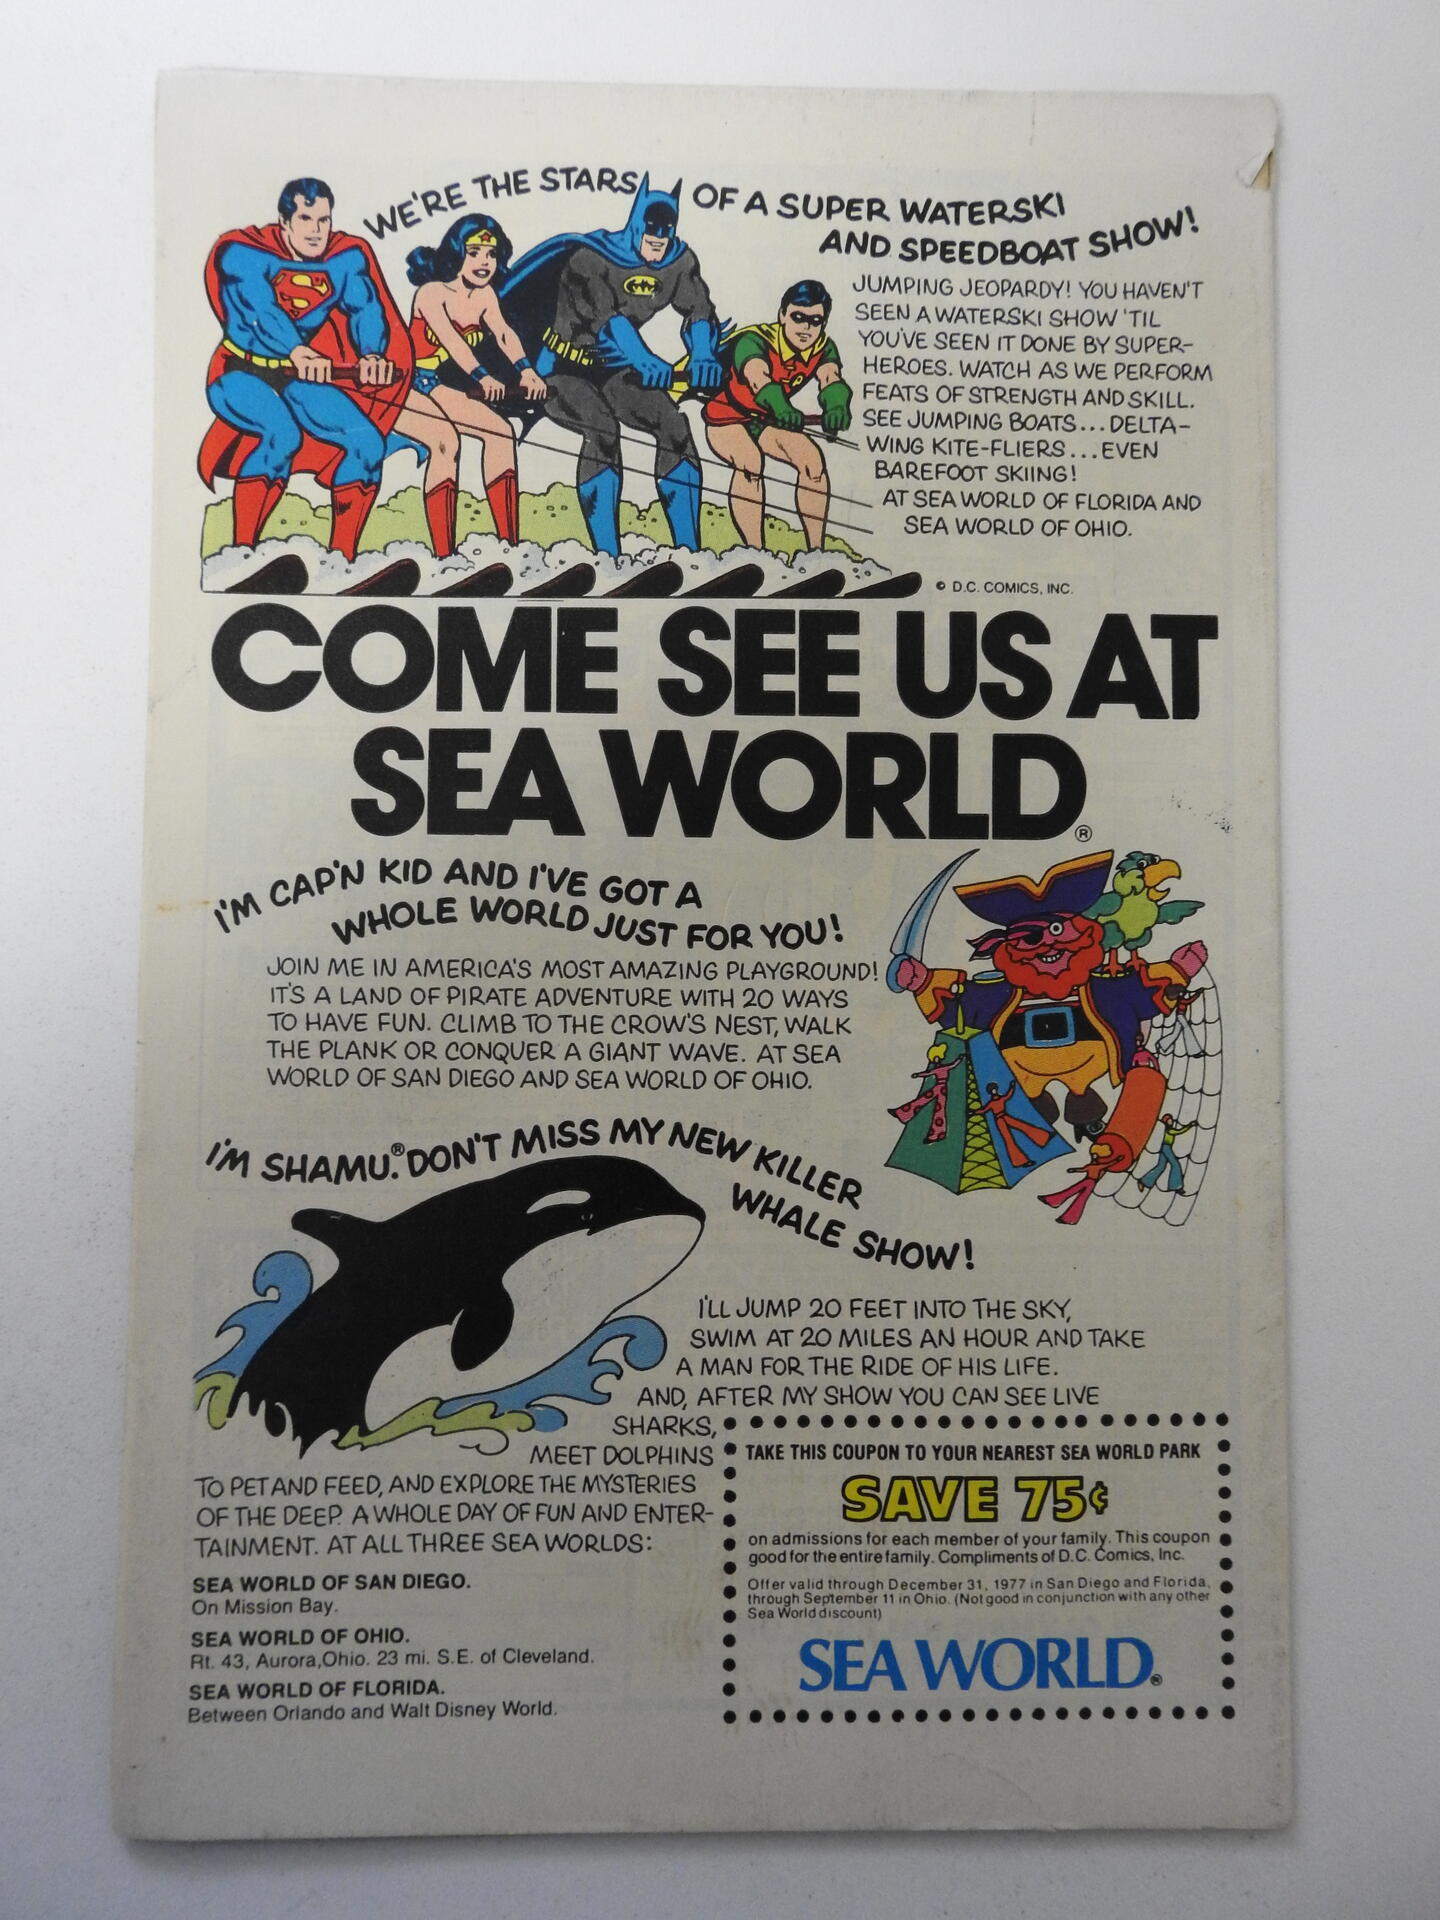 WE'RE THE STARS OF A SUPER WATERSKI
AND SPEEDBOAT SHOW!
JUMPING JEOPARDY! YOU HAVEN'T
SEEN A WATERSKI SHOW 'TIL
YOU'VE SEEN IT DONE BY SUPER-
HEROES. WATCH AS WE PERFORM
FEATS OF STRENGTH AND SKILL.
SEE JUMPING BOATS... DELTA-
WING KITE-FLIERS... EVEN
BAREFOOT SKIING!
AT SEA WORLD OF FLORIDA AND
SEA WORLD OF OHIO.
© D.C. COMICS, INC.
COME SEE US AT
SEA WORLD®
I'M CAP'N KID AND I'VE GOT A
WHOLE WORLD JUST FOR YOU!
JOIN ME IN AMERICA'S MOST AMAZING PLAYGROUND!
IT'S A LAND OF PIRATE ADVENTURE WITH 20 WAYS
TO HAVE FUN. CLIMB TO THE CROW'S NEST, WALK
THE PLANK OR CONQUER A GIANT WAVE. AT SEA
WORLD OF SAN DIEGO AND SEA WORLD OF OHIO.
I'M SHAMU.® DON'T MISS MY NEW KILLER
WHALE SHOW!
I'LL JUMP 20 FEET INTO THE SKY,
SWIM AT 20 MILES AN HOUR AND TAKE
A MAN FOR THE RIDE OF HIS LIFE.
AND, AFTER MY SHOW YOU CAN SEE LIVE
SHARKS,
MEET DOLPHINS
TO PET AND FEED, AND EXPLORE THE MYSTERIES
OF THE DEEP. A WHOLE DAY OF FUN AND ENTER-
TAINMENT. AT ALL THREE SEA WORLDS:
SEA WORLD OF SAN DIEGO.
On Mission Bay.
SEA WORLD OF OHIO.
Rt. 43, Aurora, Ohio. 23 mi. S.E. of Cleveland.
SEA WORLD OF FLORIDA.
Between Orlando and Walt Disney World.
TAKE THIS COUPON TO YOUR NEAREST SEA WORLD PARK
SAVE 75¢
on admissions for each member of your family. This coupon
good for the entire family. Compliments of D.C. Comics, Inc.
Offer valid through December 31, 1977 in San Diego and Florida,
through September 11 in Ohio. (Not good in conjunction with any other
Sea World discount)
SEA WORLD®